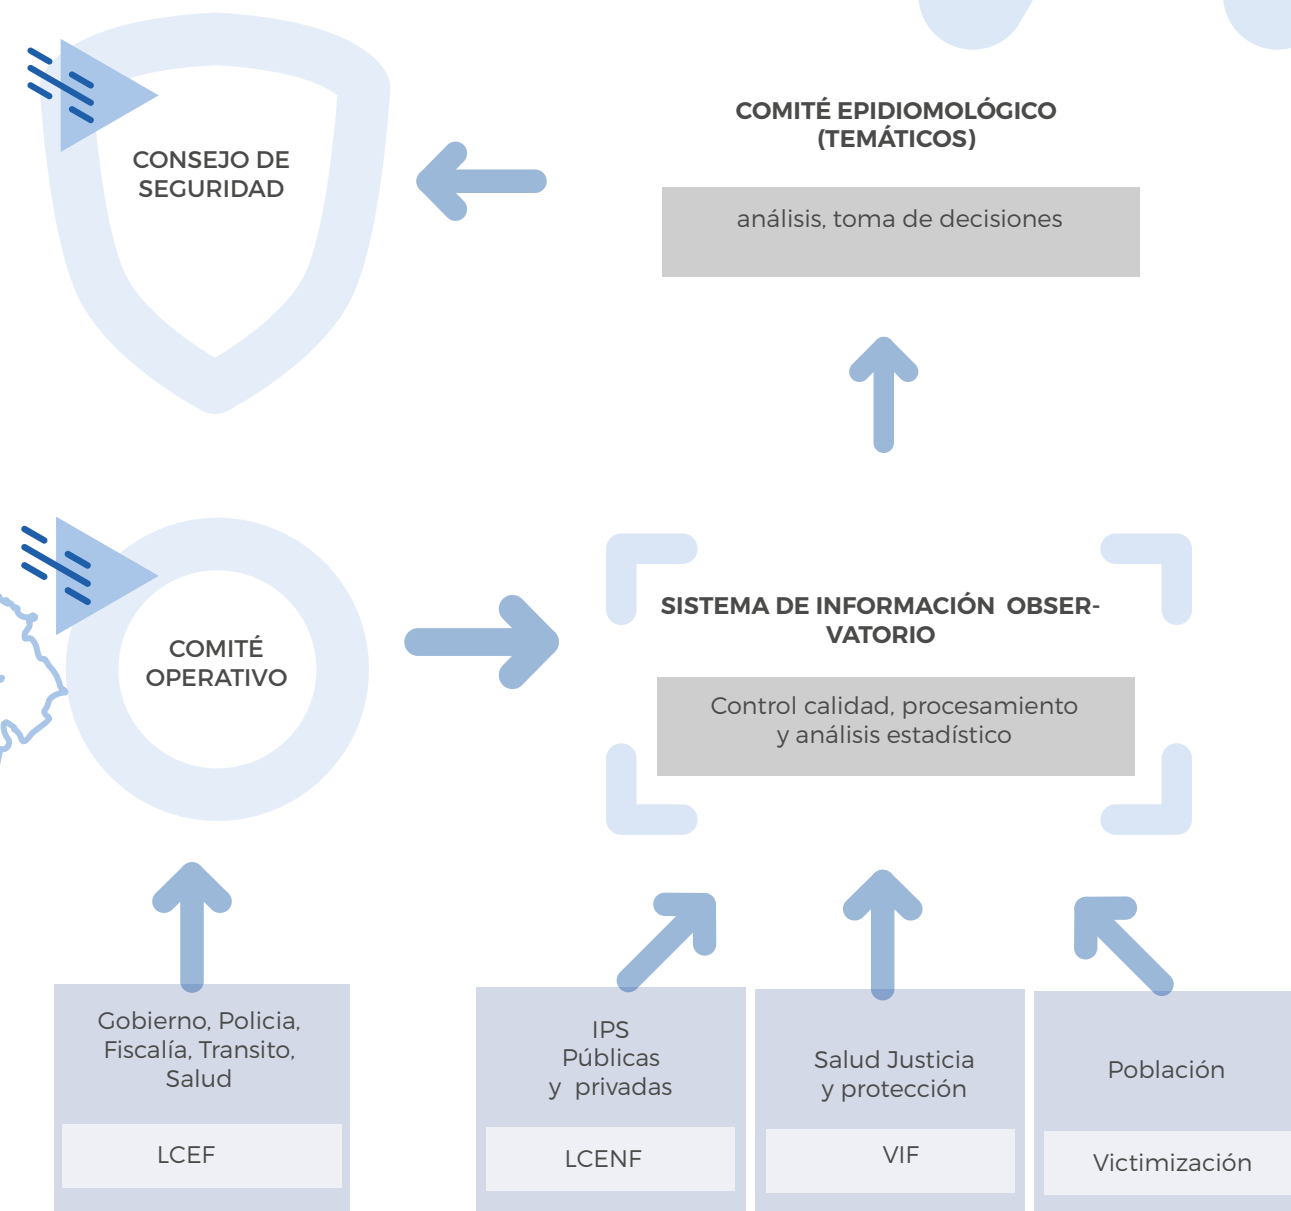 CONSEJO DE
SEGURIDAD
COMITÉ EPIDIOMOLÓGICO
(TEMÁTICOS)
análisis, toma de decisiones
COMITÉ
OPERATIVO
SISTEMA DE INFORMACIÓN OBSER-
VATORIO
Control calidad, procesamiento
y análisis estadístico
Gobierno, Policia,
Fiscalía, Transito,
Salud
LCEF
IPS
Públicas
y privadas
LCENF
Salud Justicia
y protección
VIF
Población
Victimización